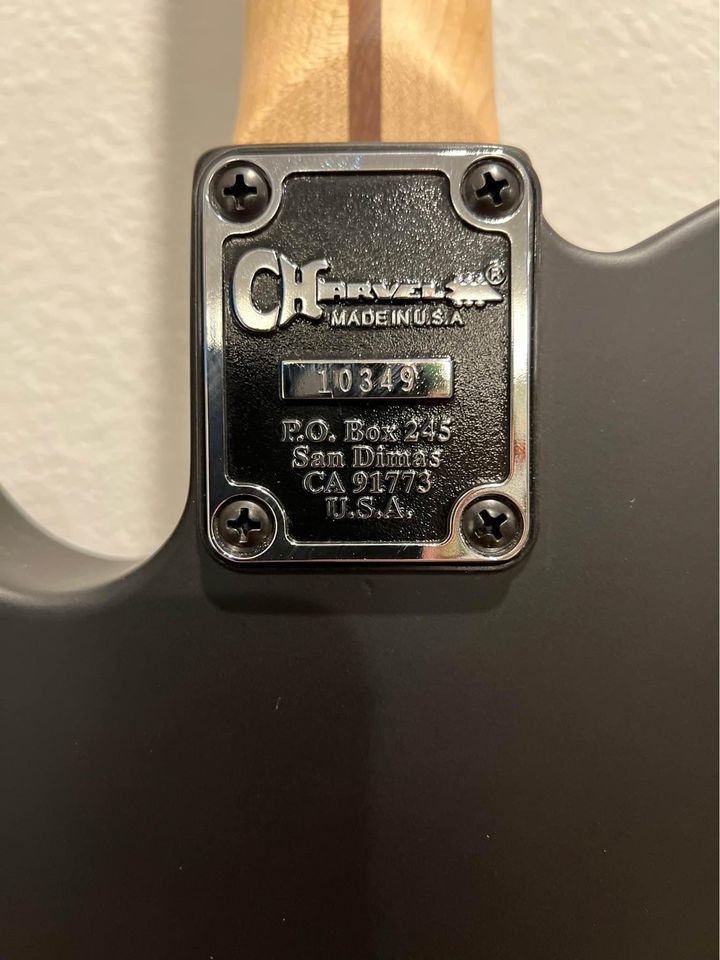 CHARVEL ®
MADE IN U.S.A
10349
P.O. Box 245
San Dimas
CA 91773
U.S.A.